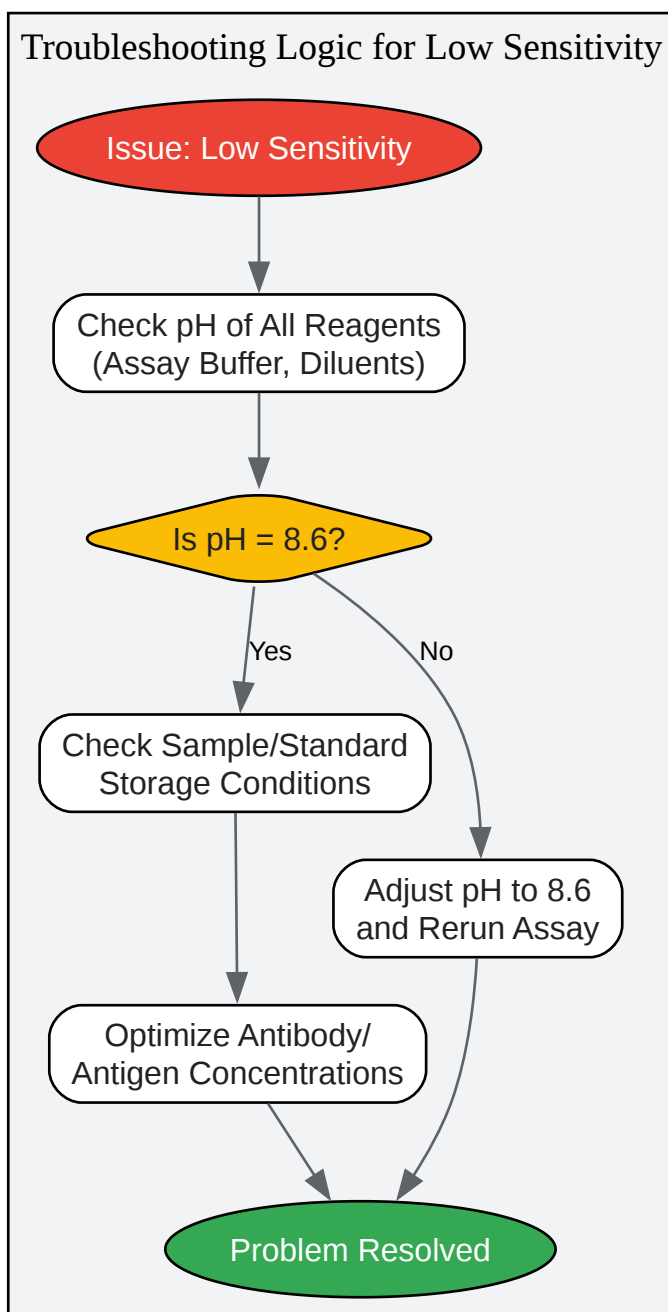 Troubleshooting Logic for Low Sensitivity
Issue: Low Sensitivity
Check pH of All Reagents
(Assay Buffer, Diluents)
Is pH = 8.6?
Yes
No
Check Sample/Standard
Storage Conditions
Adjust pH to 8.6
and Rerun Assay
Optimize Antibody/
Antigen Concentrations
Problem Resolved